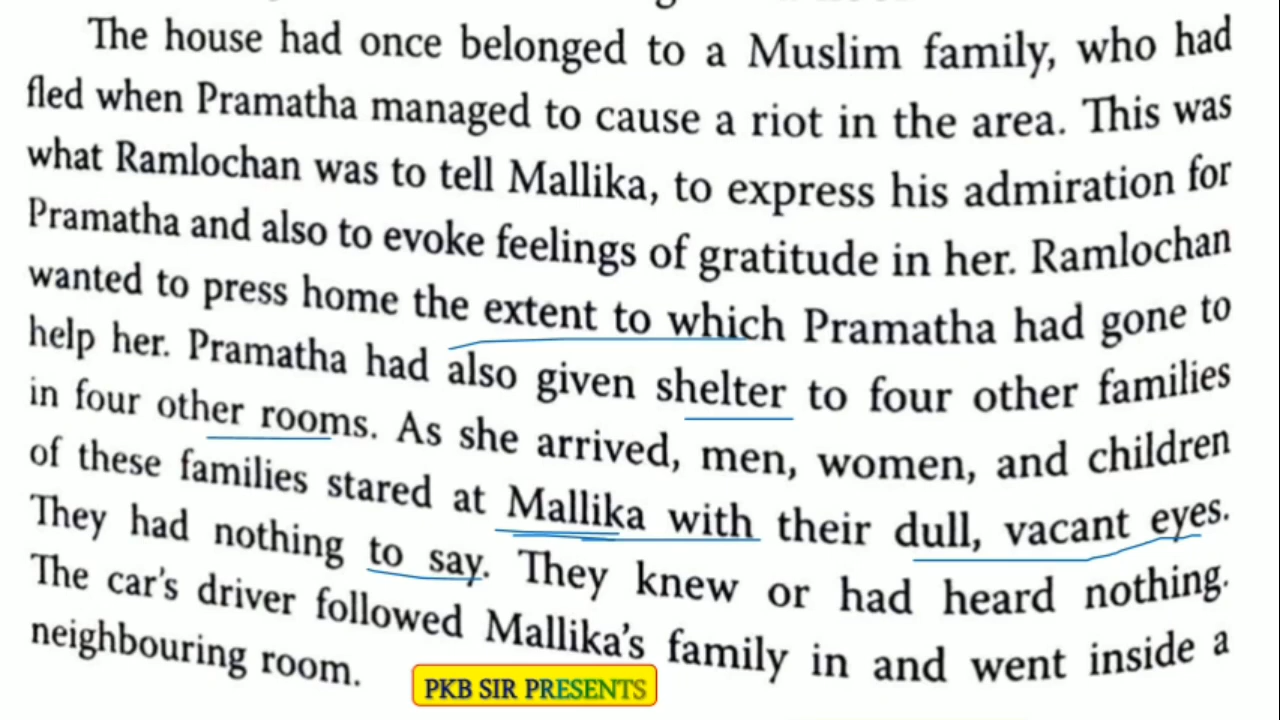 The house had once belonged to a Muslim family, who had
fled when Pramatha managed to cause a riot in the area. This was
what Ramlochan was to tell Mallika, to express his admiration for
Pramatha and also to evoke feelings of gratitude in her. Ramlochan
wanted to press home the extent to which Pramatha had gone to
help her. Pramatha had also given shelter to four other families
in four other rooms. As she arrived, men, women, and children
of these families stared at Mallika with their dull, vacant eyes.
They had nothing to say. They knew or had heard nothing.
The car's driver followed Mallika's family in and went inside a
neighbouring room.
PKB SIR PRESENTS